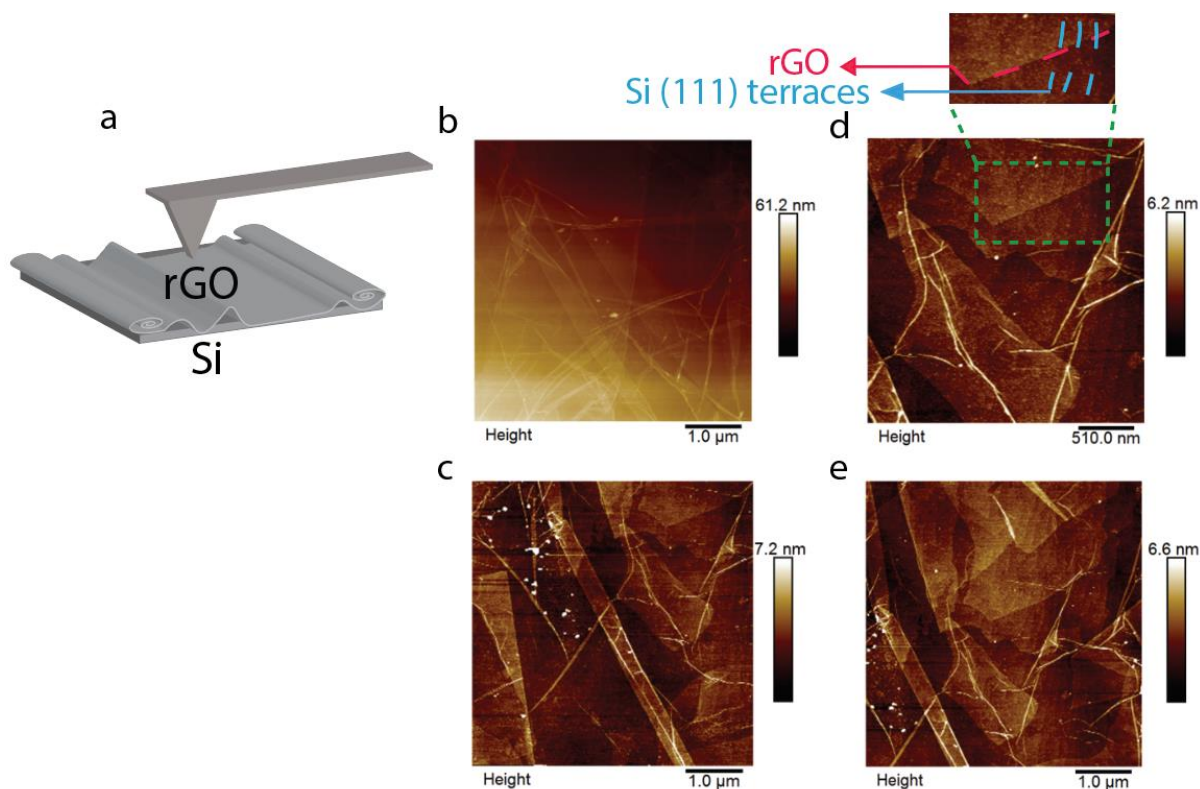 rGO
Si (111) terraces
a
rGO
Si
b
61.2 nm
Height
1.0 µm
d
6.2 nm
Height
510.0 nm
c
7.2 nm
Height
1.0 µm
e
6.6 nm
Height
1.0 µm